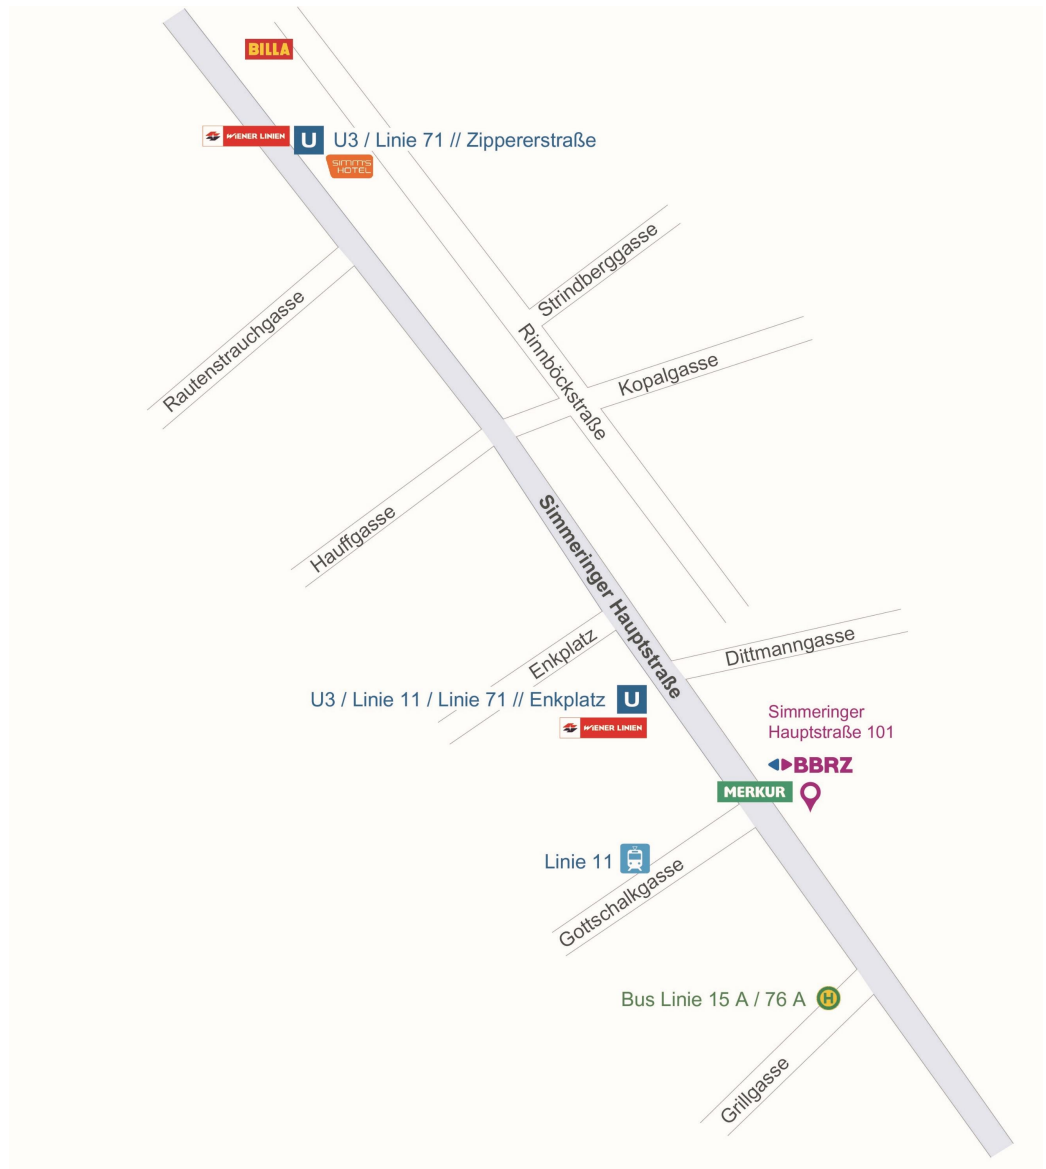 BILLA
WIENER LINIEN
U
U3 / Linie 71 // Zippererstraße
SIMMS
HOTEL
Strindberggasse
Rautenstrauchgasse
Rinnböckstraße
Kopalgasse
Hauffgasse
Simmeringer Hauptstraße
Enkplatz
Dittmanngasse
U3 / Linie 11 / Linie 71 // Enkplatz
U
WIENER LINIEN
Simmeringer
Hauptstraße 101
BBRZ
MERKUR
Linie 11
Gottschalkgasse
Bus Linie 15 A / 76 A
H
Grillgasse